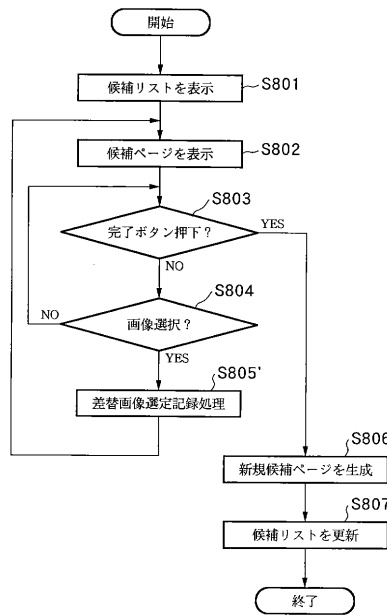 開始
候補リストを表示
S801
候補ページを表示
S802
S803
完了ボタン押下？
YES
NO
S804
画像選択？
NO
YES
S805'
差替画像選定記録処理
S806
新規候補ページを生成
S807
候補リストを更新
終了